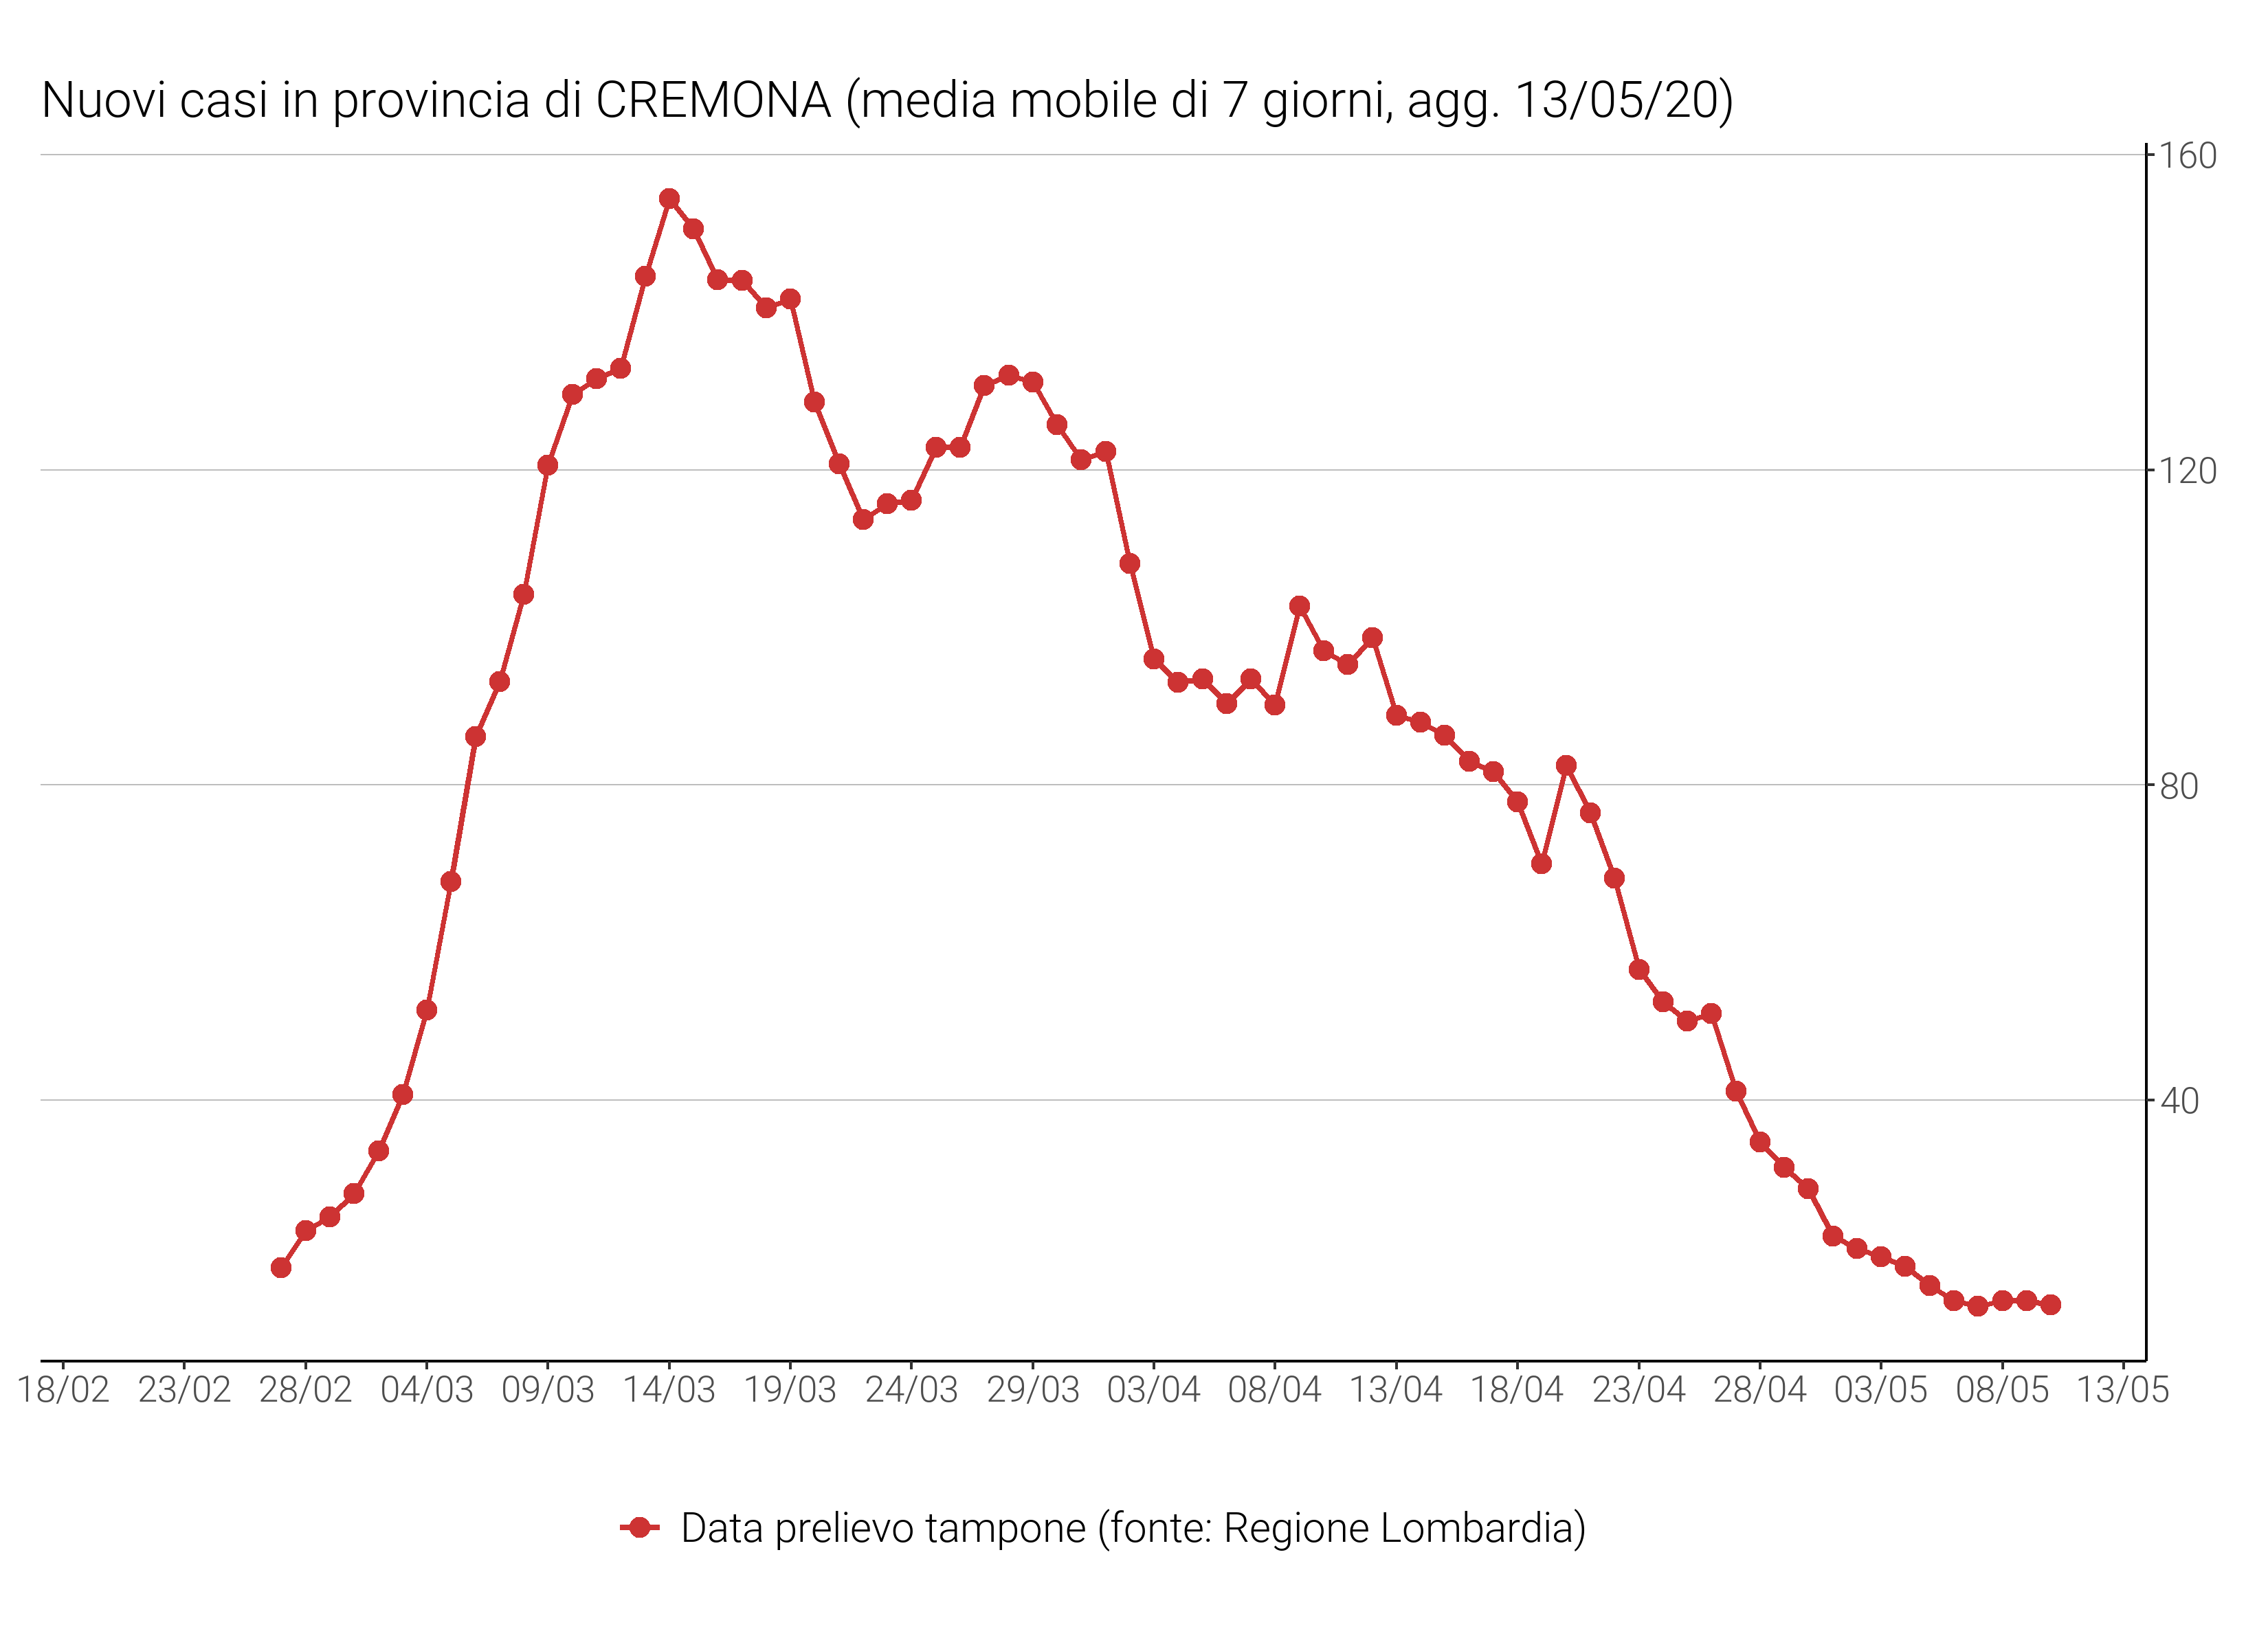 Nuovi casi in provincia di CREMONA (media mobile di 7 giorni, agg. 13/05/20)
160
120
80
40
18/02 23/02 28/02 04/03 09/03 14/03 19/03 24/03 29/03 03/04 08/04 13/04 18/04 23/04 28/04 03/05 08/05 13/05
Data prelievo tampone (fonte: Regione Lombardia)